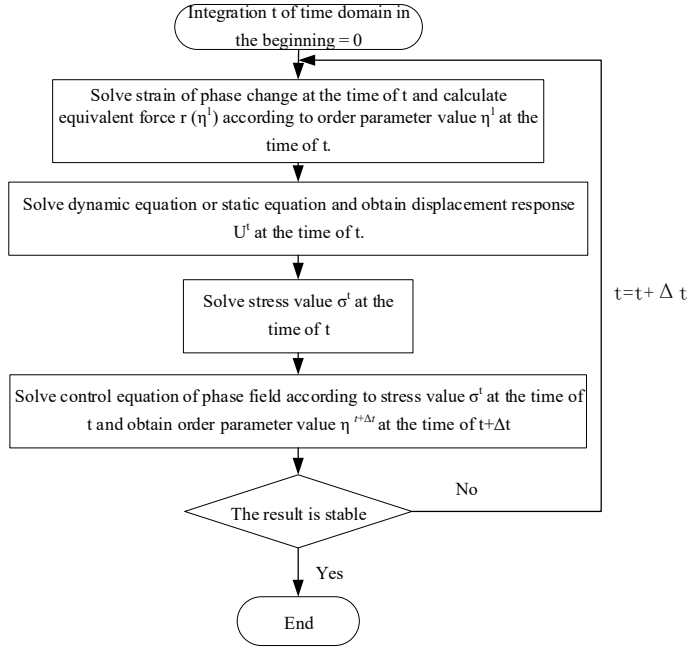 Integration t of time domain in
the beginning = 0
Solve strain of phase change at the time of t and calculate
equivalent force r (η¹) according to order parameter value η¹ at the
time of t.
Solve dynamic equation or static equation and obtain displacement response
Uᵗ at the time of t.
Solve stress value σᵗ at the
time of t
t=t+ Δ t
Solve control equation of phase field according to stress value σᵗ at the time of
t and obtain order parameter value η ᵗ⁺Δᵗ at the time of t+Δt
The result is stable
No
Yes
End